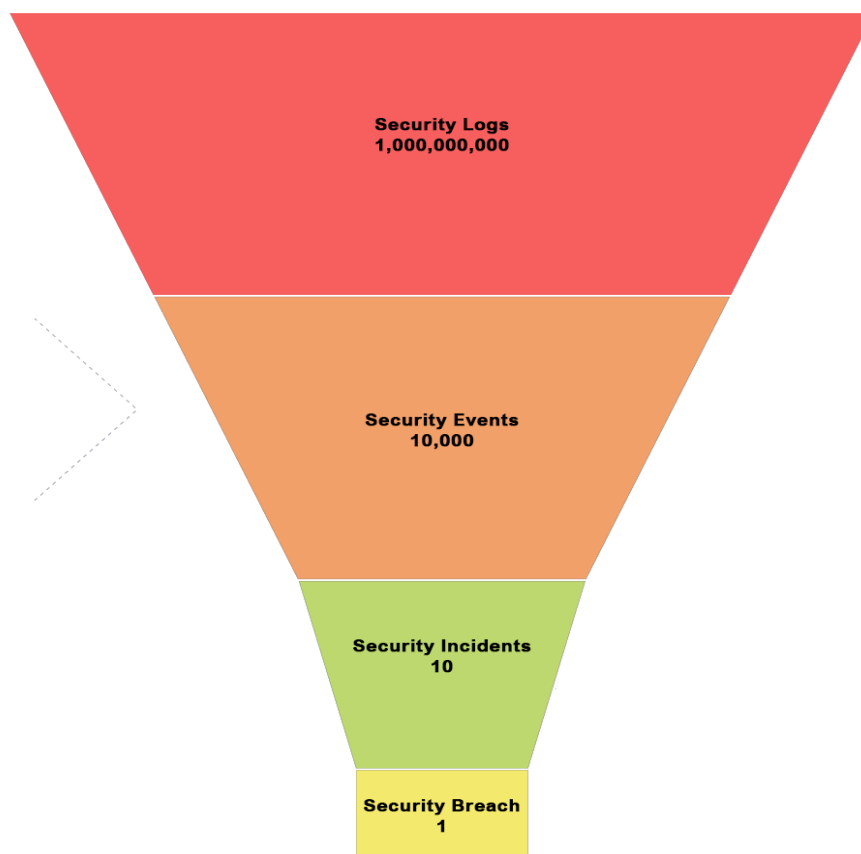 Security Logs
1,000,000,000
Security Events
10,000
Security Incidents
10
Security Breach
1